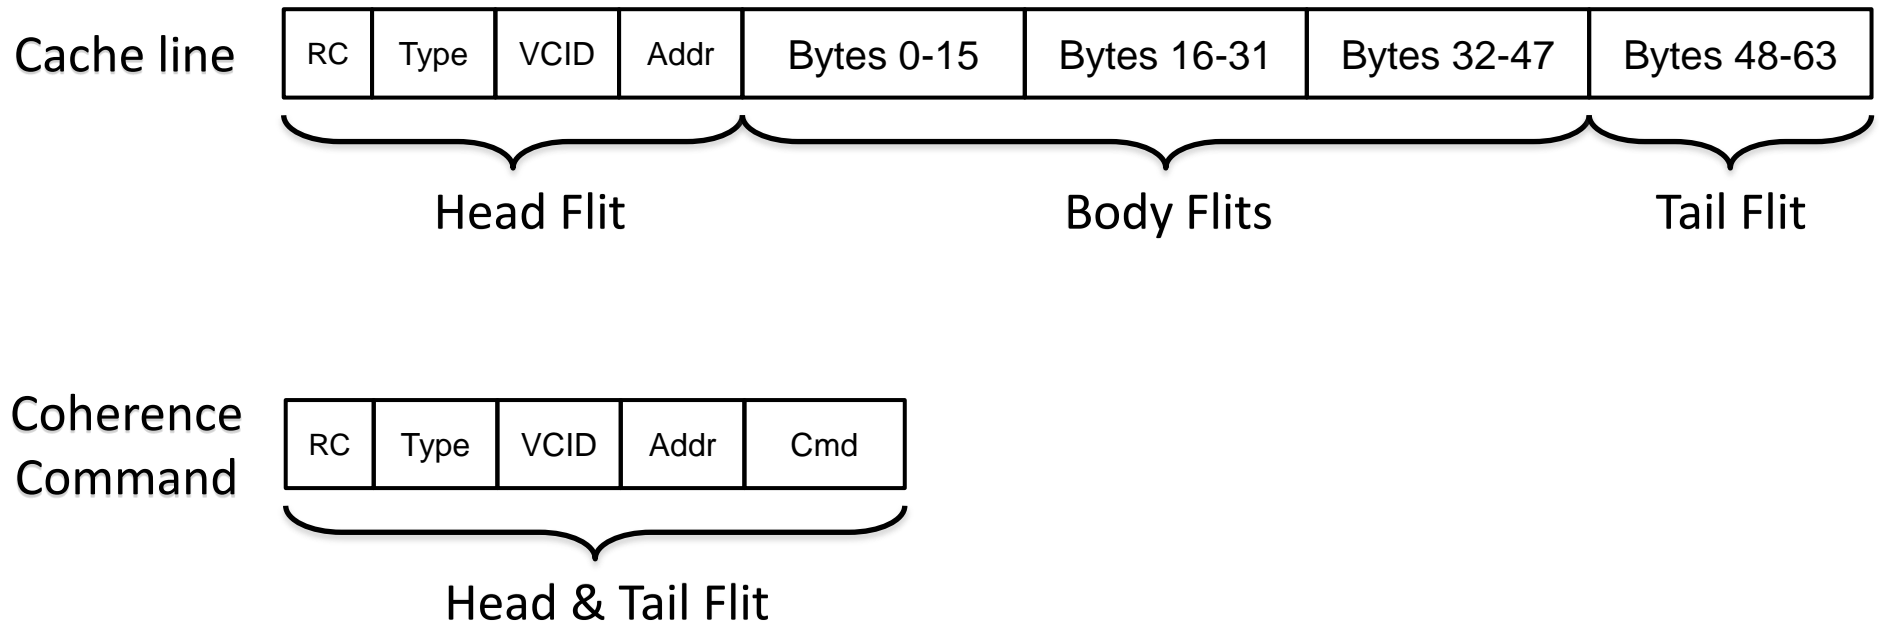 Cache line RC Type VCID Addr Bytes 0-15 Bytes 16-31 Bytes 32-47 Bytes 48-63
Head Flit Body Flits Tail Flit
Coherence
Command
RC Type VCID Addr Cmd
Head & Tail Flit